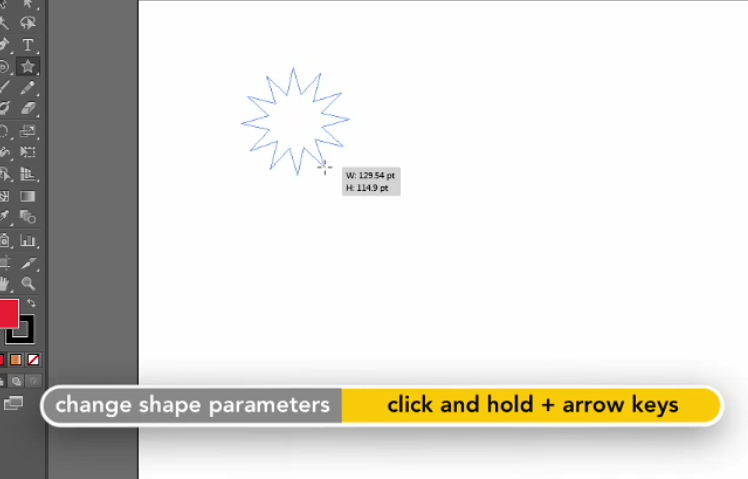 W: 129.54 pt
H: 114.9 pt
change shape parameters click and hold + arrow keys